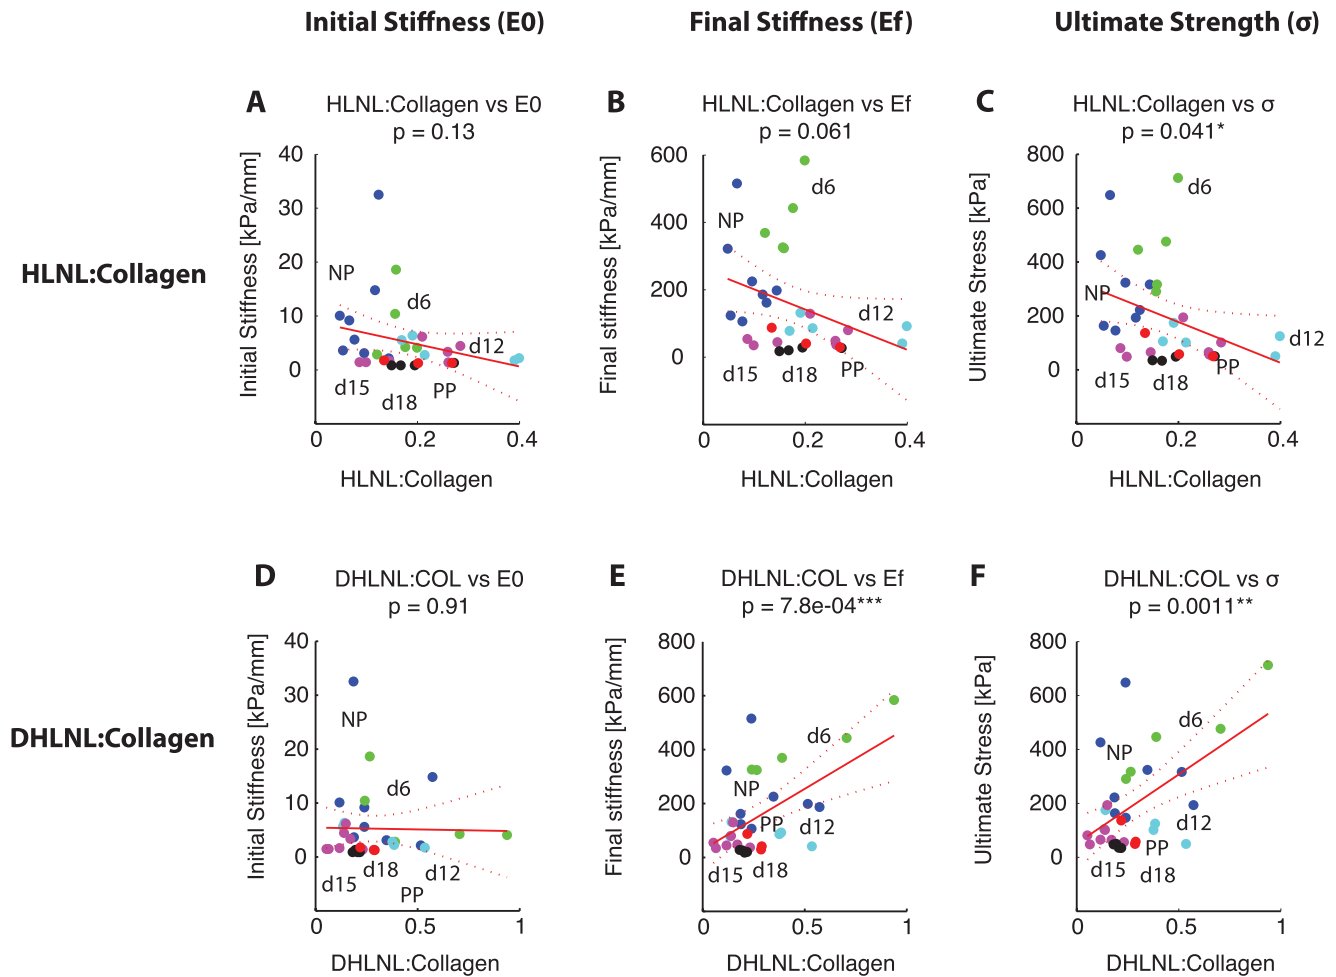 Initial Stiffness (E0)
Final Stiffness (Ef)
Ultimate Strength (σ)
HLNL:Collagen
A
HLNL:Collagen vs E0
p = 0.13
Initial Stiffness [kPa/mm]
40
30
20
10
0
NP
d6
d12
d15
d18
PP
0
0.2
0.4
HLNL:Collagen
B
HLNL:Collagen vs Ef
p = 0.061
Final stiffness [kPa/mm]
600
400
200
0
d6
NP
d12
d15
d18
PP
0
0.2
0.4
HLNL:Collagen
C
HLNL:Collagen vs σ
p = 0.041*
Ultimate Stress [kPa]
800
600
400
200
0
d6
NP
d12
d15
d18
PP
0
0.2
0.4
HLNL:Collagen
DHLNL:Collagen
D
DHLNL:COL vs E0
p = 0.91
Initial Stiffness [kPa/mm]
40
30
20
10
0
NP
d6
d15
d18
d12
PP
0
0.5
1
DHLNL:Collagen
E
DHLNL:COL vs Ef
p = 7.8e-04***
Final stiffness [kPa/mm]
800
600
400
200
0
d6
NP
PP
d12
d15
d18
0
0.5
1
DHLNL:Collagen
F
DHLNL:COL vs σ
p = 0.0011**
Ultimate Stress [kPa]
800
600
400
200
0
d6
NP
d12
PP
d15
d18
0
0.5
1
DHLNL:Collagen